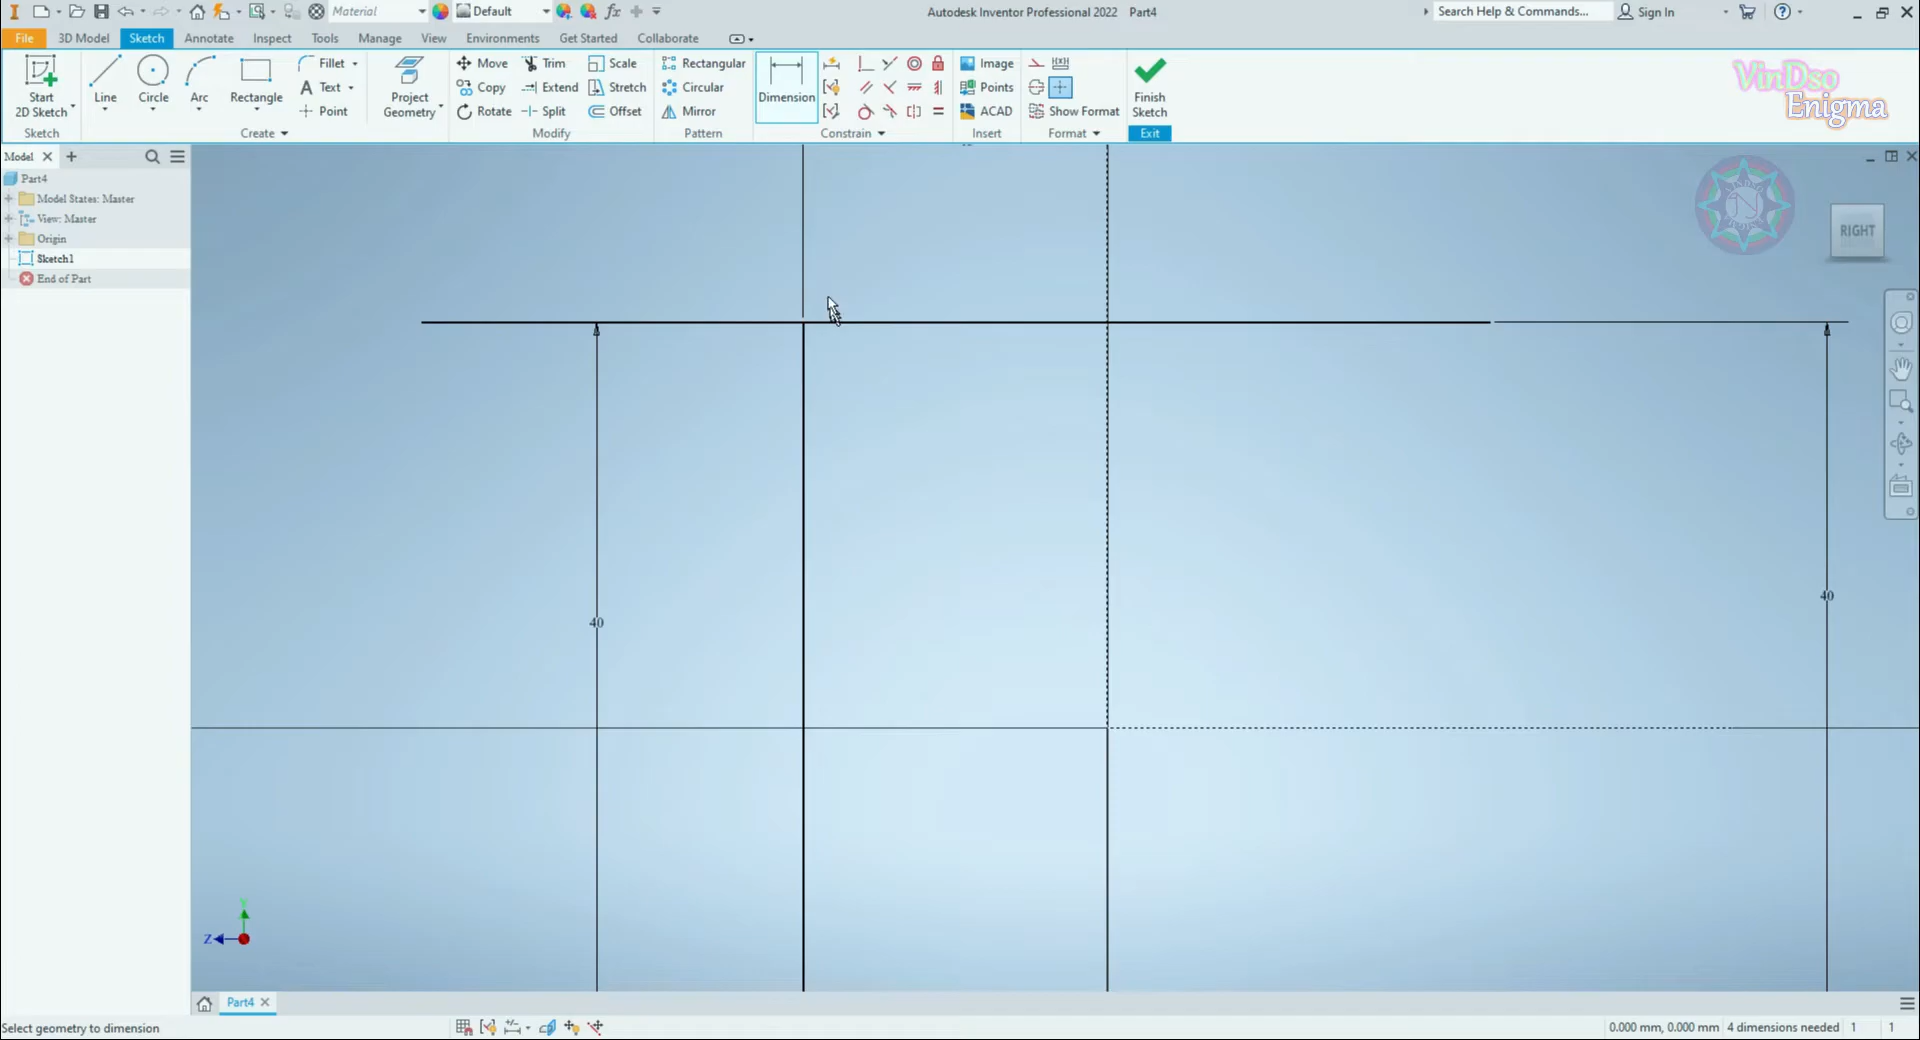 Material Default fx Autodesk Inventor Professional 2022 Part4 Search Help & Commands... Sign In
File 3D Model Sketch Annotate Inspect Tools Manage View Environments Get Started Collaborate
Start 2D Sketch Line Circle Arc Rectangle Fillet Text Point Project Geometry
Move Trim Scale
Copy Extend Stretch
Rotate Split Offset
Rectangular
Circular
Mirror
Dimension
Image
Points
ACAD
Show Format
Finish Sketch
Sketch Create Modify Pattern Constrain Insert Format Exit
VinDso
Enigma
Model
Part4
Model States: Master
View: Master
Origin
Sketch1
End of Part
RIGHT
40
40
Y
Z
Part4
Select geometry to dimension 0.000 mm, 0.000 mm 4 dimensions needed 1 1